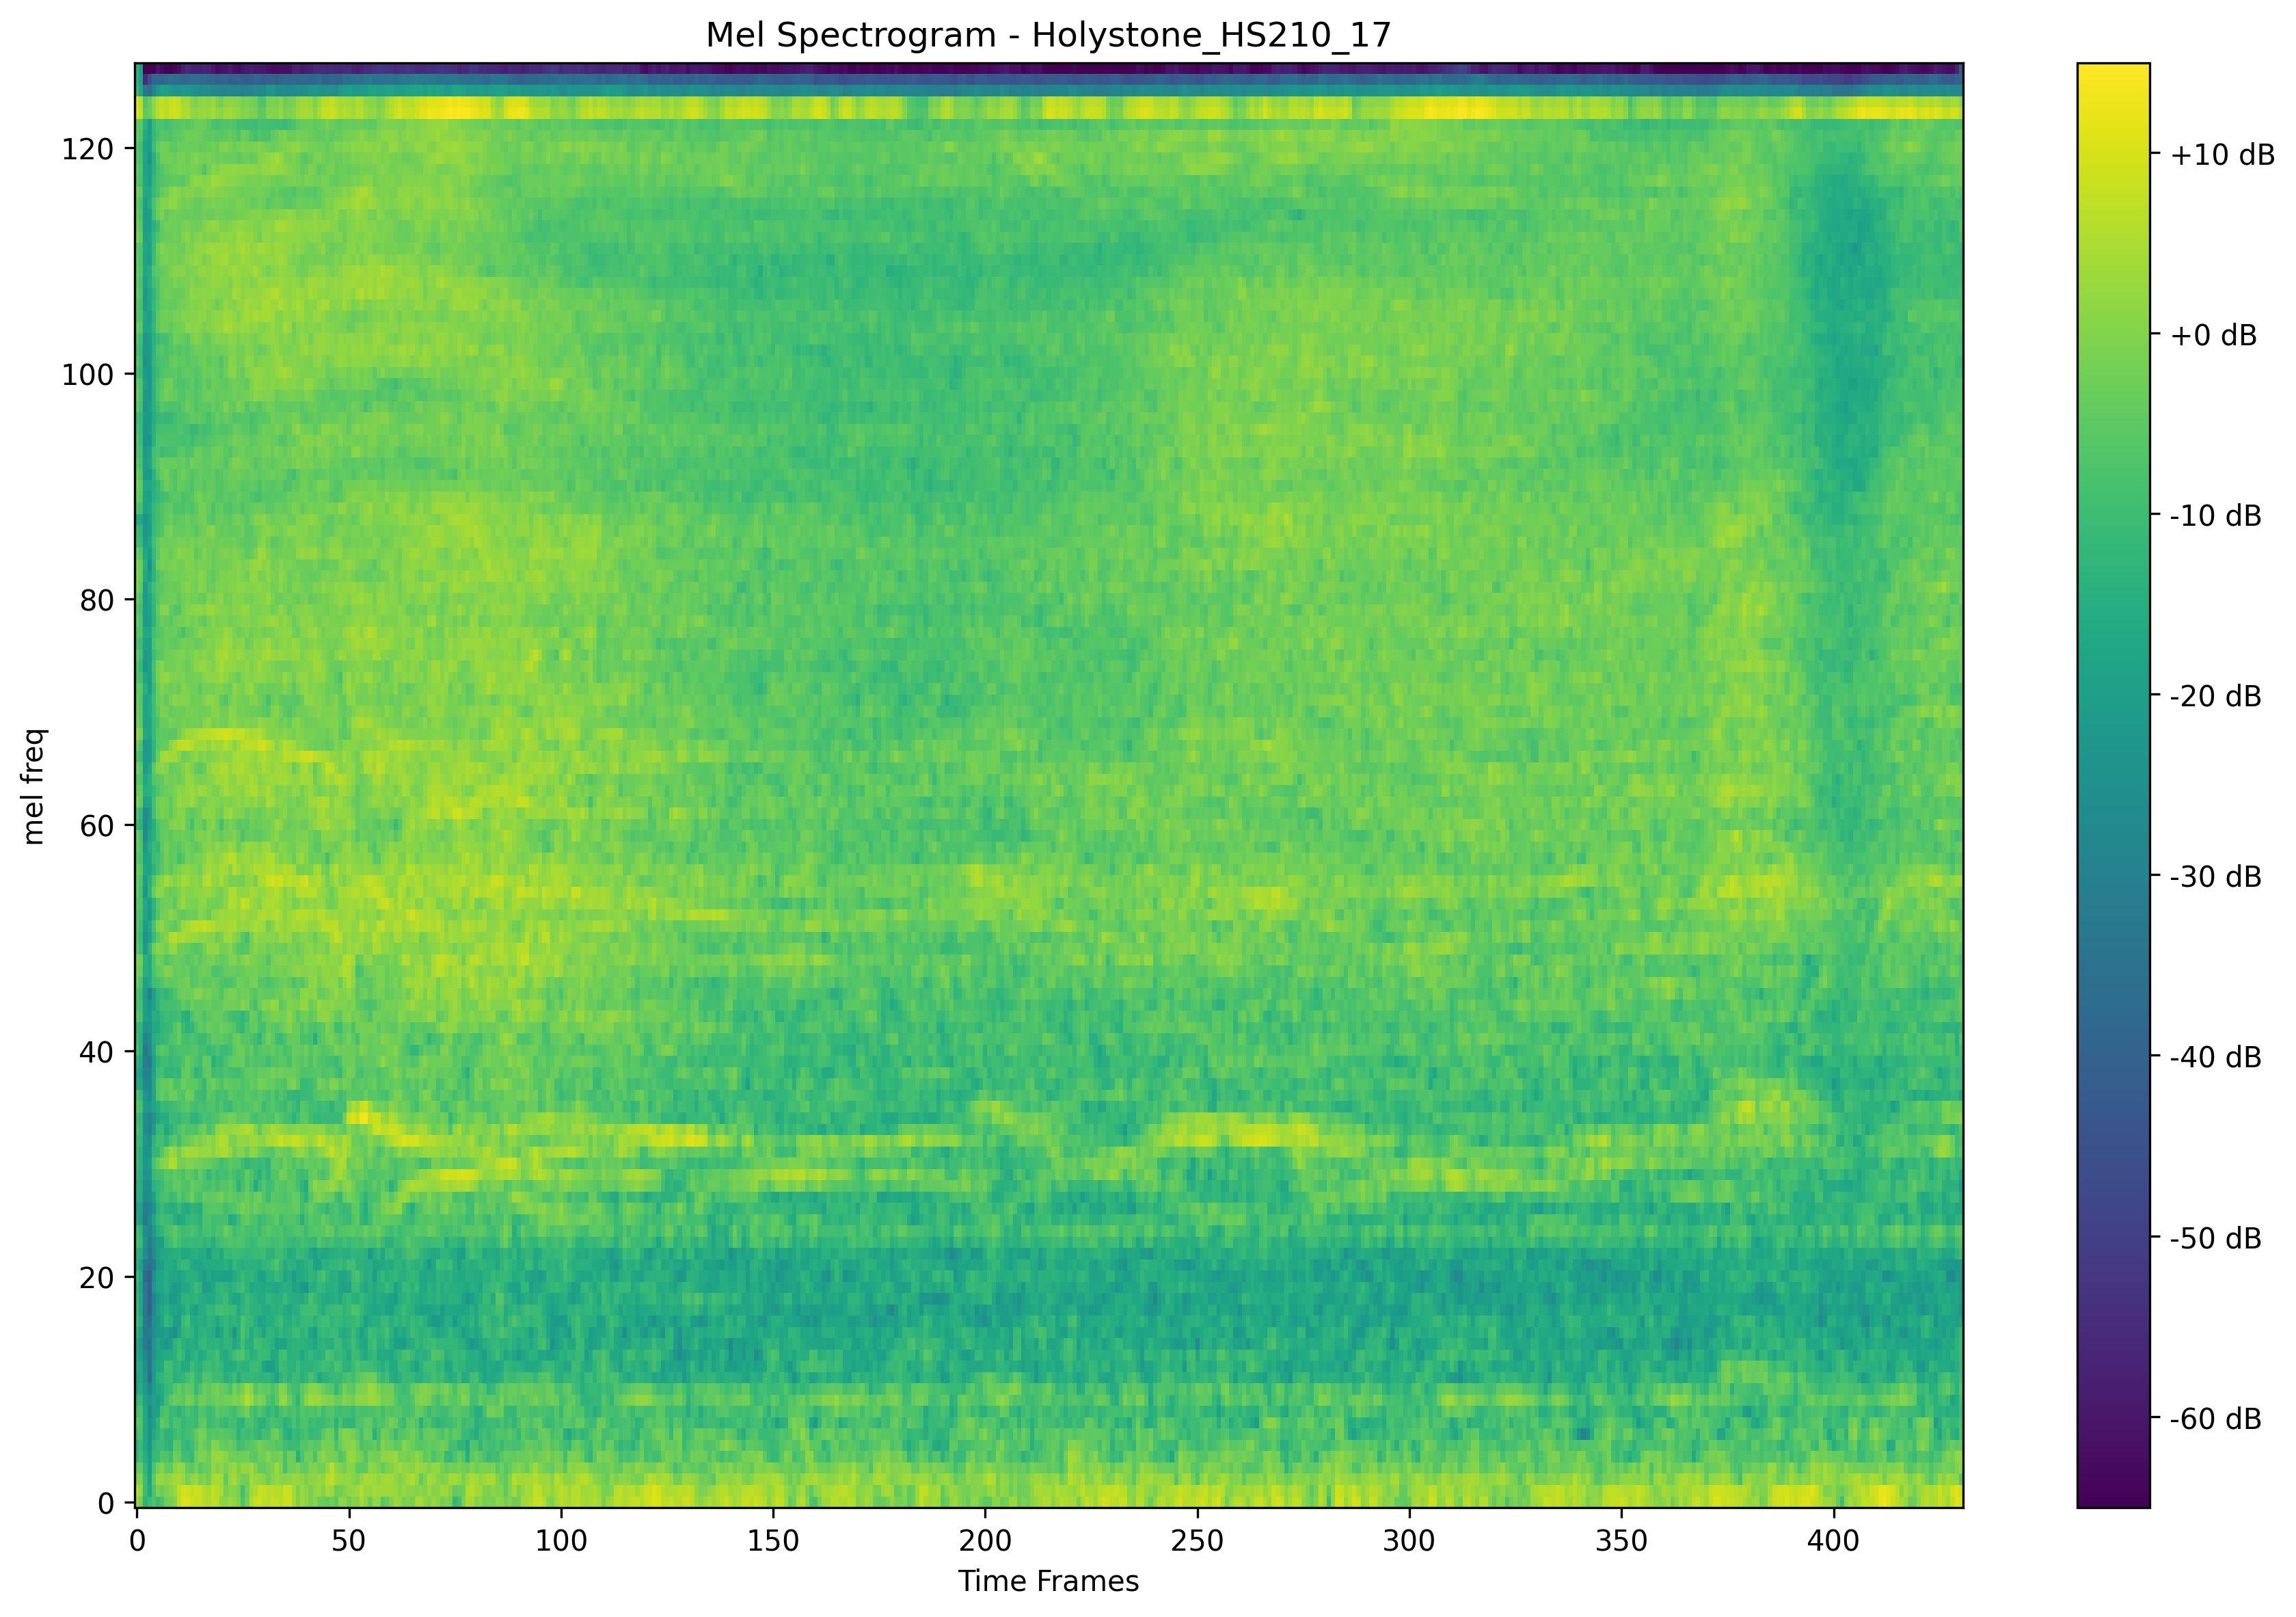 Mel Spectrogram - Holystone_HS210_17
mel freq
120
100
80
60
40
20
0
0 50 100 150 200 250 300 350 400
Time Frames
+10 dB
+0 dB
-10 dB
-20 dB
-30 dB
-40 dB
-50 dB
-60 dB